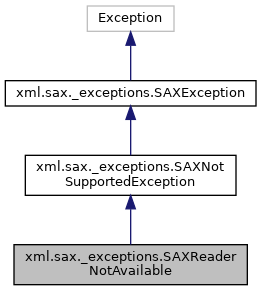 Exception
xml.sax._exceptions.SAXException
xml.sax._exceptions.SAXNot
SupportedException
xml.sax._exceptions.SAXReader
NotAvailable